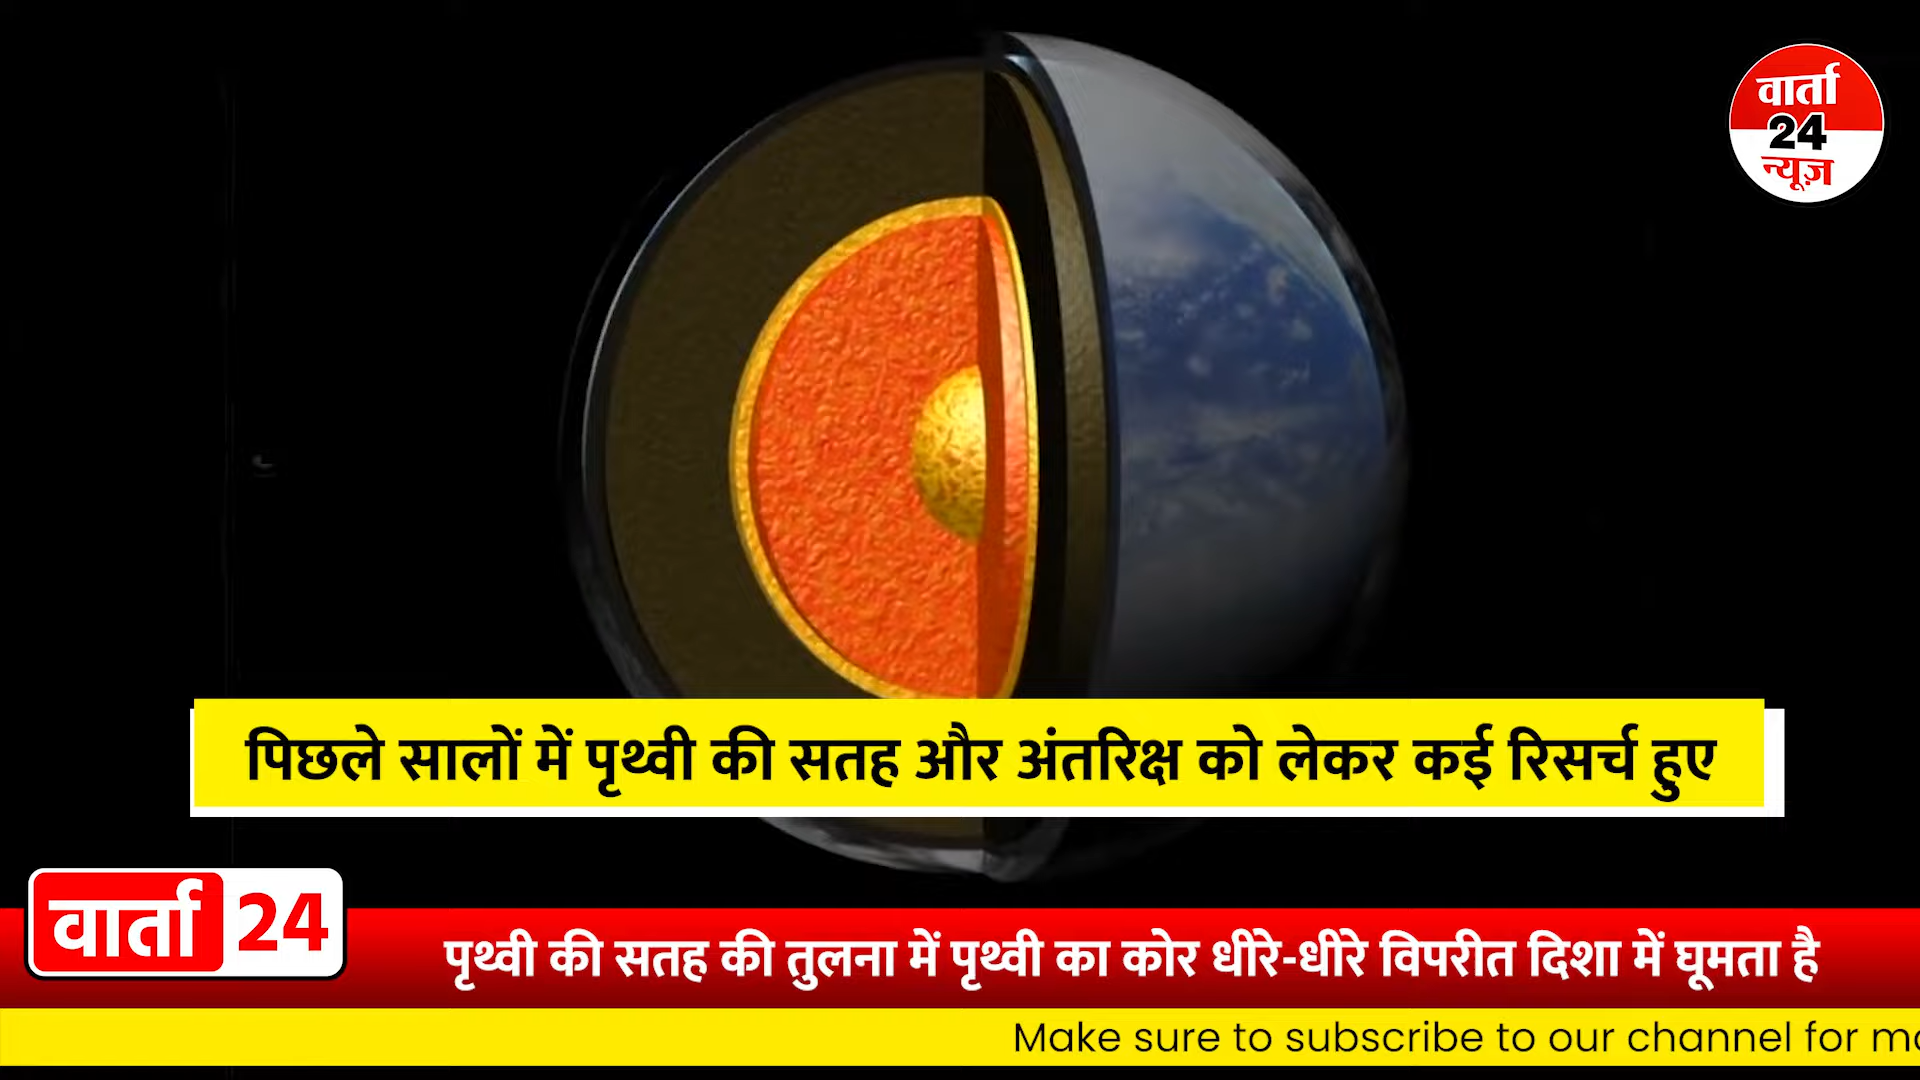 वार्ता
24
न्यूज़
पिछले सालों में पृथ्वी की सतह और अंतरिक्ष को लेकर कई रिसर्च हुए
वार्ता 24
पृथ्वी की सतह की तुलना में पृथ्वी का कोर धीरे-धीरे विपरीत दिशा में घूमता है
Make sure to subscribe to our channel for